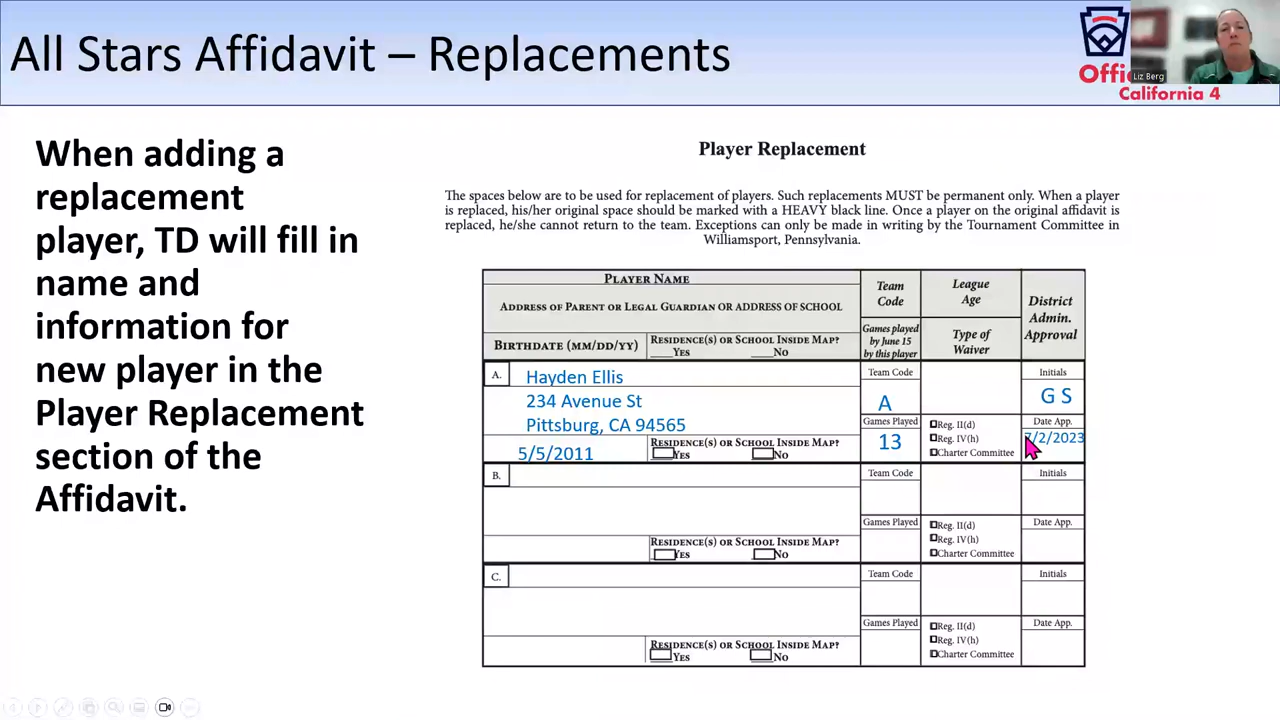 All Stars Affidavit – Replacements
Liz Berg
California 4
When adding a
replacement
player, TD will fill in
name and
information for
new player in the
Player Replacement
section of the
Affidavit.
Player Replacement
The spaces below are to be used for replacement of players. Such replacements MUST be permanent only. When a player
is replaced, his/her original space should be marked with a HEAVY black line. Once a player on the original affidavit is
replaced, he/she cannot return to the team. Exceptions can only be made in writing by the Tournament Committee in
Williamsport, Pennsylvania.
Player Name
Address of Parent or Legal Guardian OR ADDRESS OF SCHOOL
Birthdate (MM/DD/YY)
Residence(s) or School Inside Map?
Yes No
Team
Code
Games played
by June 15
by this player
League
Age
Type of
Waiver
District
Admin.
Approval
A.
Hayden Ellis
234 Avenue St
Pittsburg, CA 94565
5/5/2011
Residence(s) or School Inside Map?
Yes No
Team Code
A
Games Played
13
Reg. II(d)
Reg. IV(h)
Charter Committee
Initials
G S
Date App.
7/2/2023
B.
Residence(s) or School Inside Map?
Yes No
Team Code
Games Played
Reg. II(d)
Reg. IV(h)
Charter Committee
Initials
Date App.
C.
Residence(s) or School Inside Map?
Yes No
Team Code
Games Played
Reg. II(d)
Reg. IV(h)
Charter Committee
Initials
Date App.